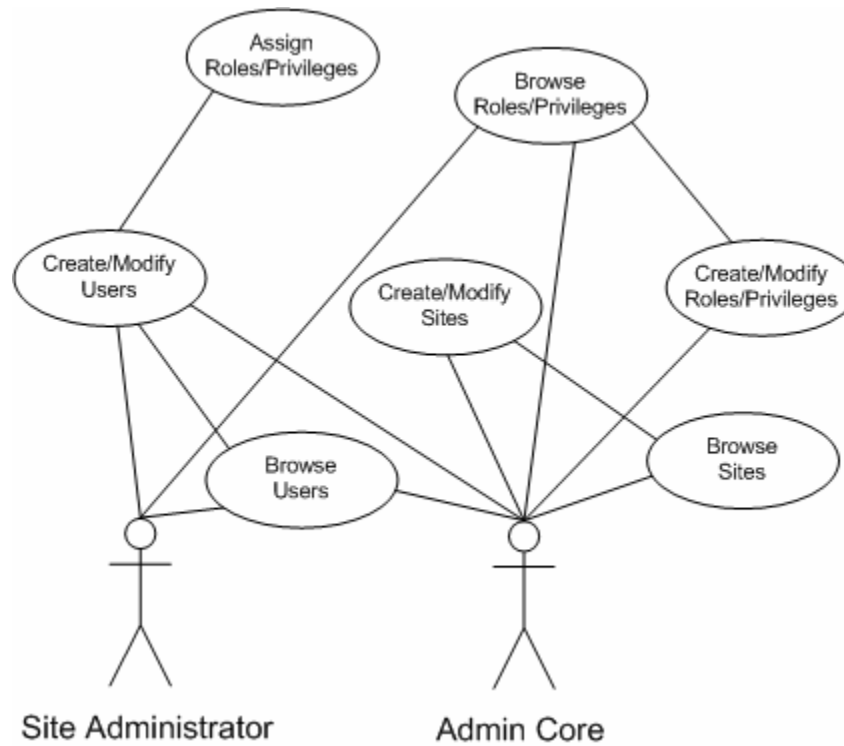 Assign
Roles/Privileges
Browse
Roles/Privileges
Create/Modify
Users
Create/Modify
Sites
Create/Modify
Roles/Privileges
Browse
Users
Browse
Sites
Site Administrator
Admin Core